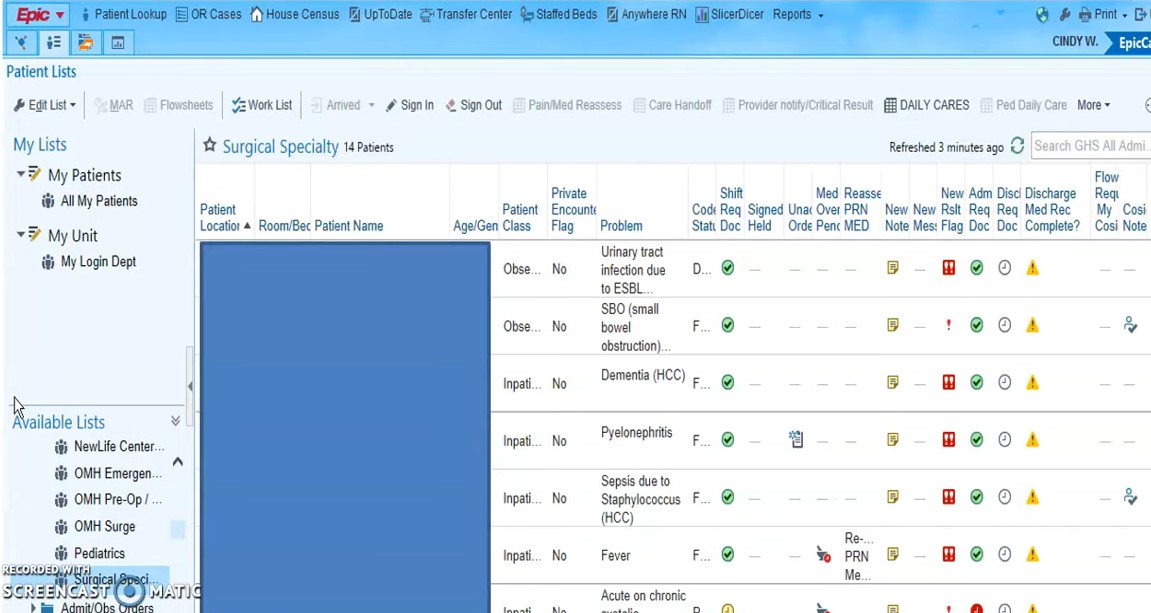 Epic Patient Lookup OR Cases House Census UpToDate Transfer Center Staffed Beds Anywhere RN SlicerDicer Reports Print
CINDY W. EpicCa
Patient Lists
Edit List MAR Flowsheets Work List Arrived Sign In Sign Out Pain/Med Reassess Care Handoff Provider notify/Critical Result DAILY CARES Ped Daily Care More
My Lists
My Patients
All My Patients
My Unit
My Login Dept
Available Lists
NewLife Center...
OMH Emergen...
OMH Pre-Op / ...
OMH Surge
Pediatrics
Surgical Speci...
Admit/Obs Orders
RECORDED WITH
SCREENCAST MATIC
Surgical Specialty 14 Patients Refreshed 3 minutes ago Search GHS All Admi...
Patient
Location
Room/Bed
Patient Name
Age/Gen
Patient
Class
Private
Encounte
Flag
Problem
Code
Statu
Shift
Req
Doc
Signed
Held
Unac
Orde
Med
Over
Penc
Reasse
PRN
MED
New
Note
New
Mess
New
Rslt
Flag
Adm
Req
Doc
Discl
Req
Doc
Discharge
Med Rec
Complete?
Flow
Requ
My
Cosi
Cosi
Note
Obse... No Urinary tract
infection due
to ESBL...
D...
Obse... No SBO (small
bowel
obstruction)...
F...
Inpati... No Dementia (HCC) F...
Inpati... No Pyelonephritis F...
Inpati... No Sepsis due to
Staphylococcus
(HCC)
F...
Inpati... No Fever F... Re-...
PRN
Me...
Inpati... No Acute on chronic
systolic